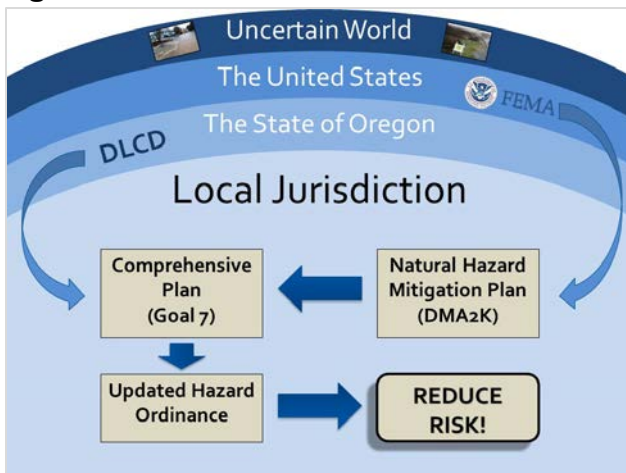 Uncertain World
The United States
FEMA
The State of Oregon
DLCD
Local Jurisdiction
Comprehensive
Plan
(Goal 7)
Natural Hazard
Mitigation Plan
(DMA2K)
Updated Hazard
Ordinance
REDUCE
RISK!